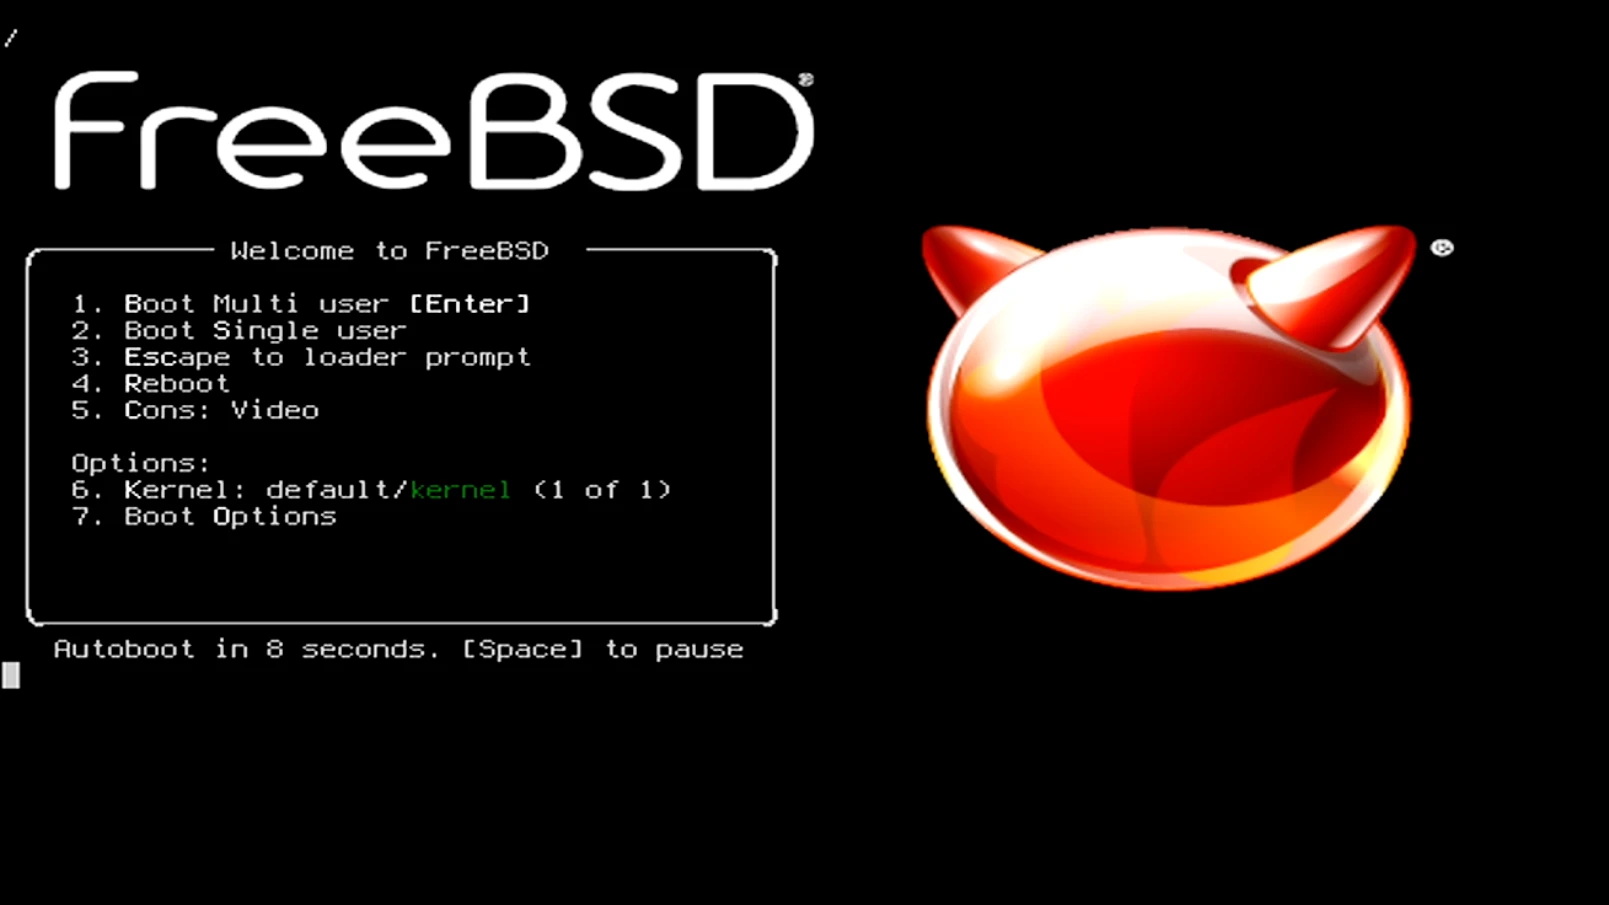 /
FreeBSD®
Welcome to FreeBSD
1. Boot Multi user [Enter]
2. Boot Single user
3. Escape to loader prompt
4. Reboot
5. Cons: Video
Options:
6. Kernel: default/kernel (1 of 1)
7. Boot Options
Autoboot in 8 seconds. [Space] to pause
®